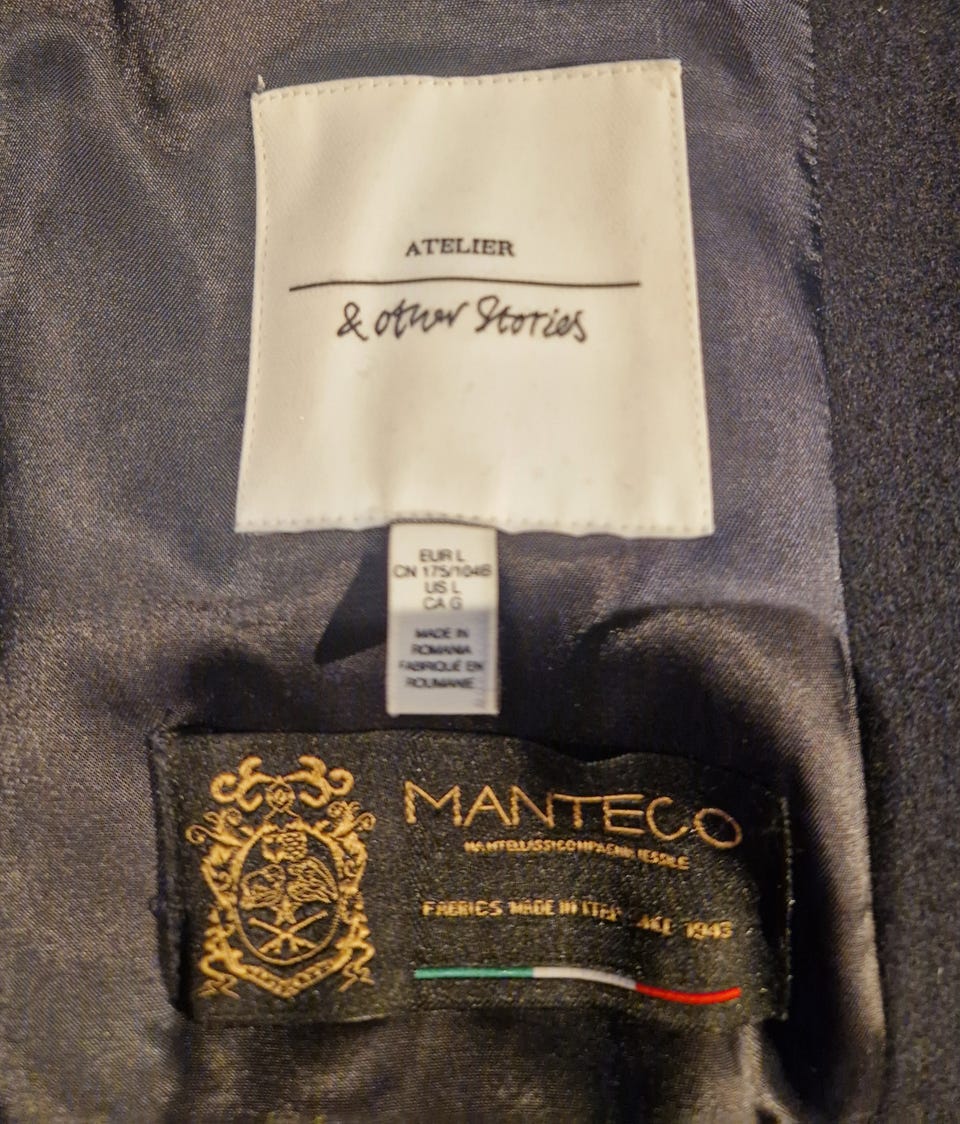 ATELIER
& other Stories
EUR L
CN 175/104B
US L
CA G
MADE IN
ROMANIA
FABRIQUÉ EN
ROUMANIE
MANTECO
FABRICS MADE IN 1943